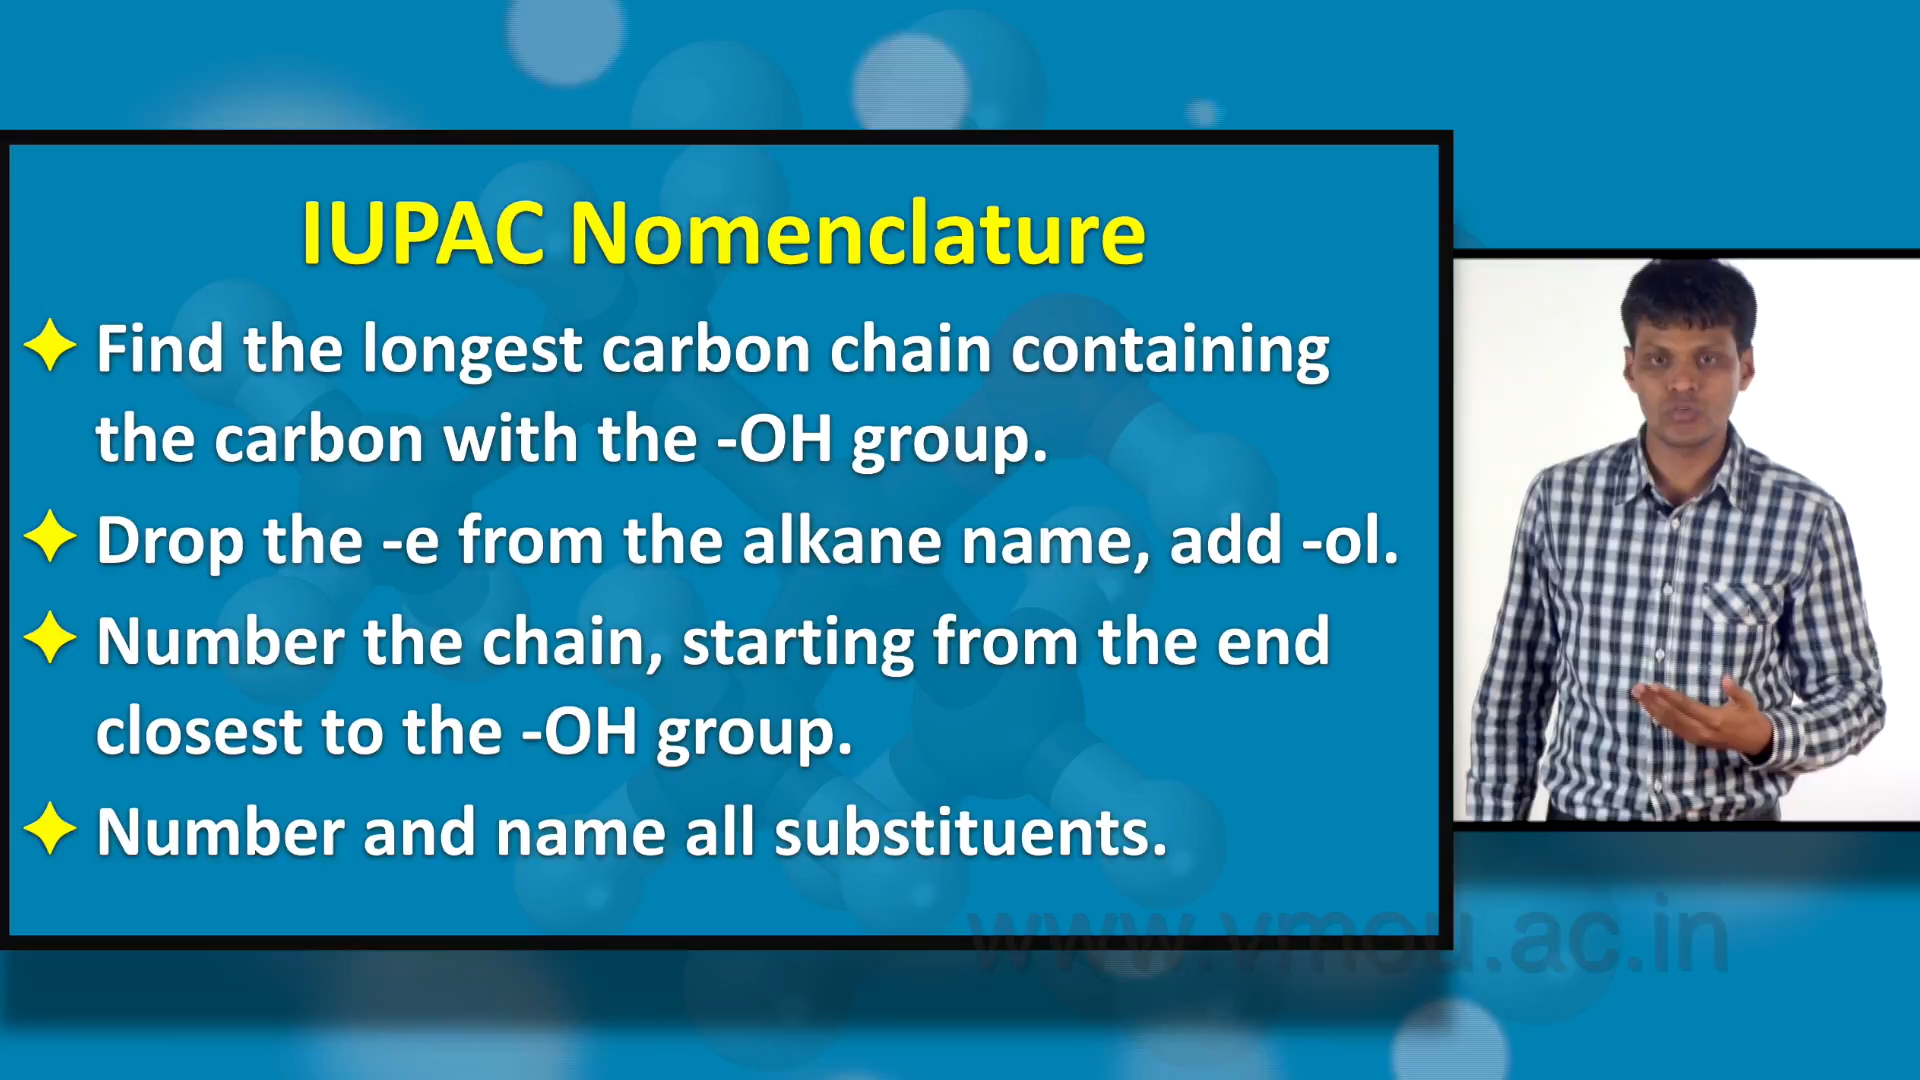 IUPAC Nomenclature
Find the longest carbon chain containing
the carbon with the -OH group.
Drop the -e from the alkane name, add -ol.
Number the chain, starting from the end
closest to the -OH group.
Number and name all substituents.
www.vmou.ac.in